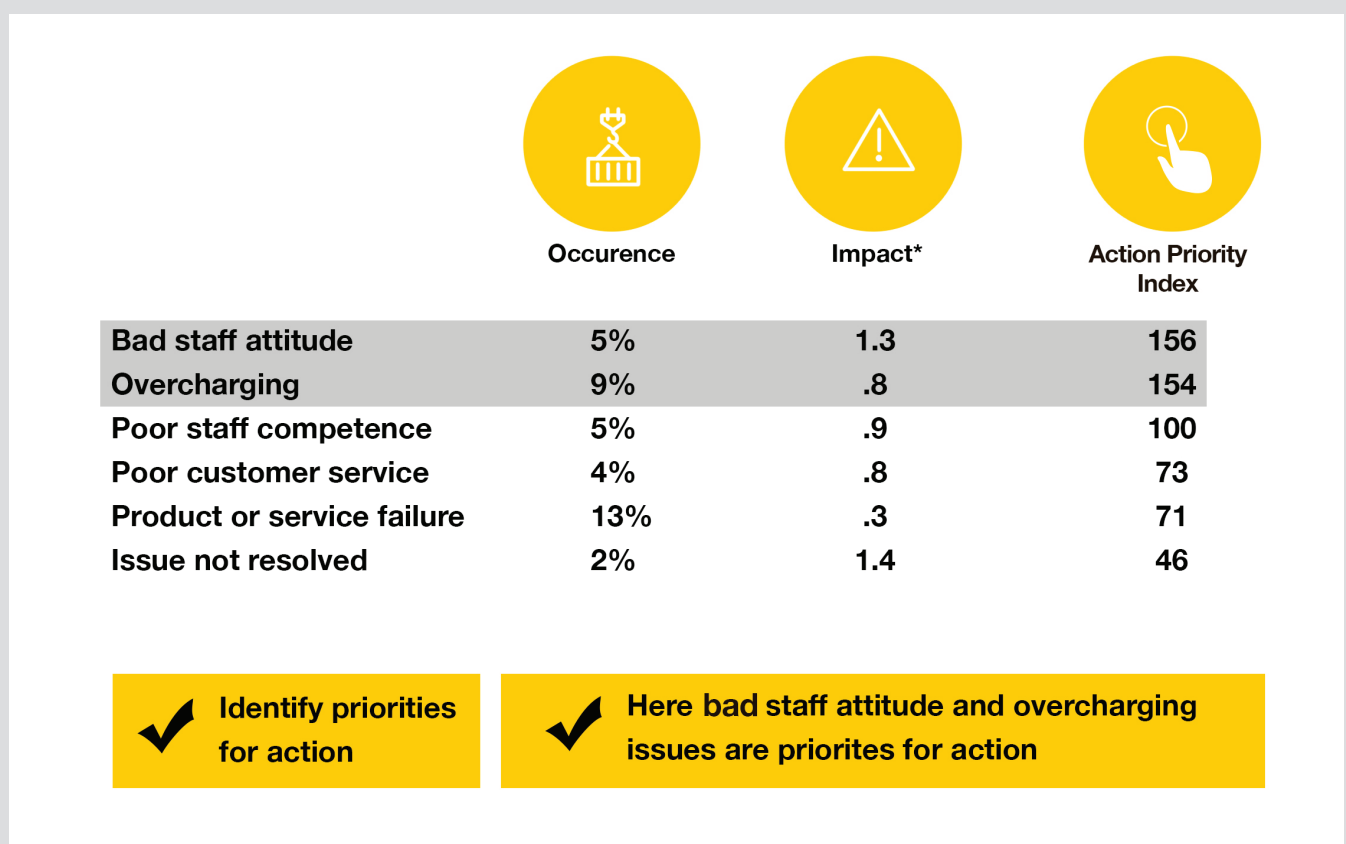 Occurence
Impact*
Action Priority
Index
Bad staff attitude 5% 1.3 156
Overcharging 9% .8 154
Poor staff competence 5% .9 100
Poor customer service 4% .8 73
Product or service failure 13% .3 71
Issue not resolved 2% 1.4 46
Identify priorities
for action
Here bad staff attitude and overcharging
issues are priorites for action